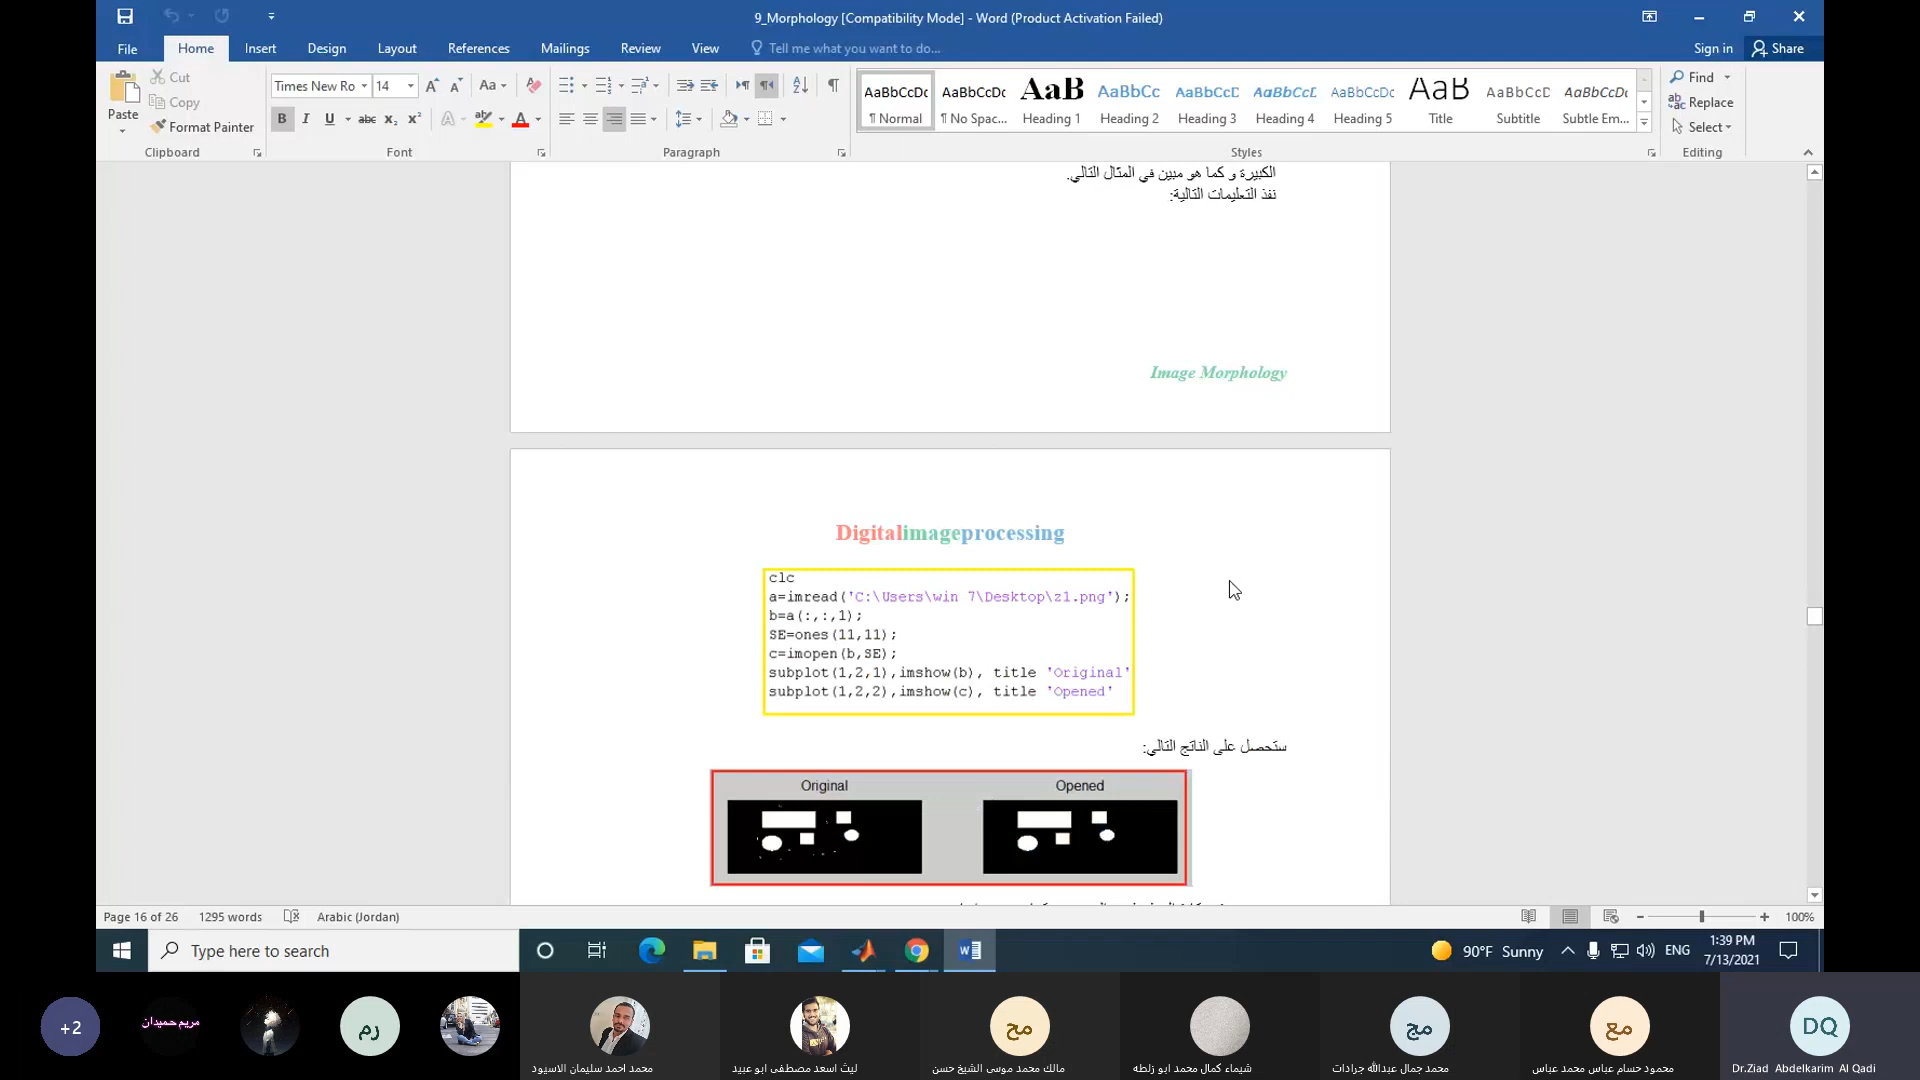 9_Morphology [Compatibility Mode] - Word (Product Activation Failed)
File Home Insert Design Layout References Mailings Review View Tell me what you want to do... Sign in Share
Cut
Copy
Format Painter
Paste
Clipboard
Times New Ro 14
Font
Paragraph
AaBbCcDc AaBbCcDc AaB AaBbCc AaBbCcD AaBbCcL AaBbCcDc AaB AaBbCcD AaBbCcDi
¶ Normal ¶ No Spac... Heading 1 Heading 2 Heading 3 Heading 4 Heading 5 Title Subtitle Subtle Em...
Styles
Find
Replace
Select
Editing
الكبيرة و كما هو مبين في المثال التالي.
نفذ التعليمات التالية:
Image Morphology
Digitalimageprocessing
clc
a=imread('C:\Users\win 7\Desktop\z1.png');
b=a(:,:,1);
SE=ones(11,11);
c=imopen(b,SE);
subplot(1,2,1),imshow(b), title 'Original'
subplot(1,2,2),imshow(c), title 'Opened'
ستحصل على الناتج التالي:
Original Opened
Page 16 of 26 1295 words Arabic (Jordan) 100%
Type here to search
90°F Sunny
ENG
1:39 PM
7/13/2021
+2
مريم حميدان
رم
مح
مج
مع
DQ
محمد احمد سليمان الاسيود
ليث اسعد مصطفى ابو عبيد
مالك محمد موسى الشيخ حسن
شيماء كمال محمد ابو زلطه
محمد جمال عبدالله جرادات
محمود حسام عباس محمد عباس
Dr.Ziad Abdelkarim Al Qadi